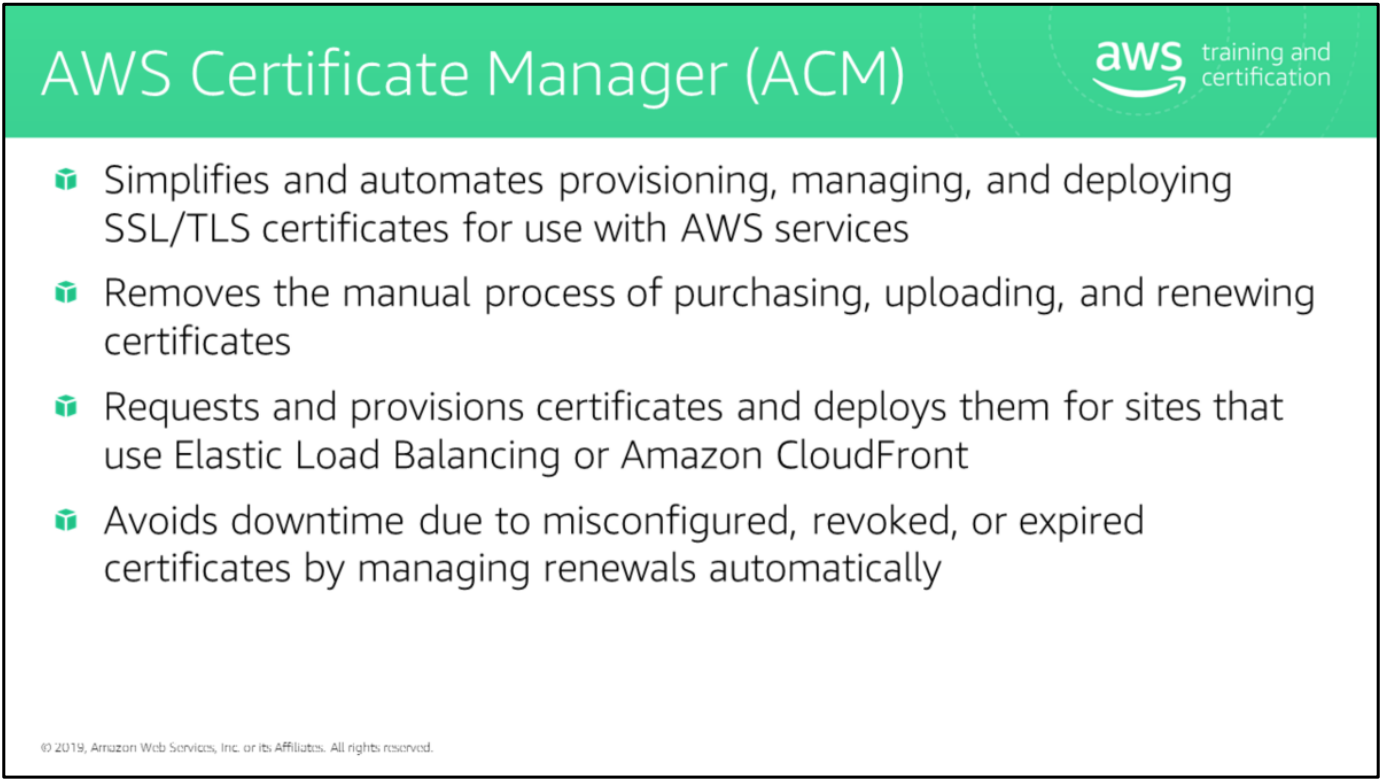 AWS Certificate Manager (ACM)
aws training and
certification
Simplifies and automates provisioning, managing, and deploying
SSL/TLS certificates for use with AWS services
Removes the manual process of purchasing, uploading, and renewing
certificates
Requests and provisions certificates and deploys them for sites that
use Elastic Load Balancing or Amazon CloudFront
Avoids downtime due to misconfigured, revoked, or expired
certificates by managing renewals automatically
© 2019, Amazon Web Services, Inc. or its Affiliates. All rights reserved.